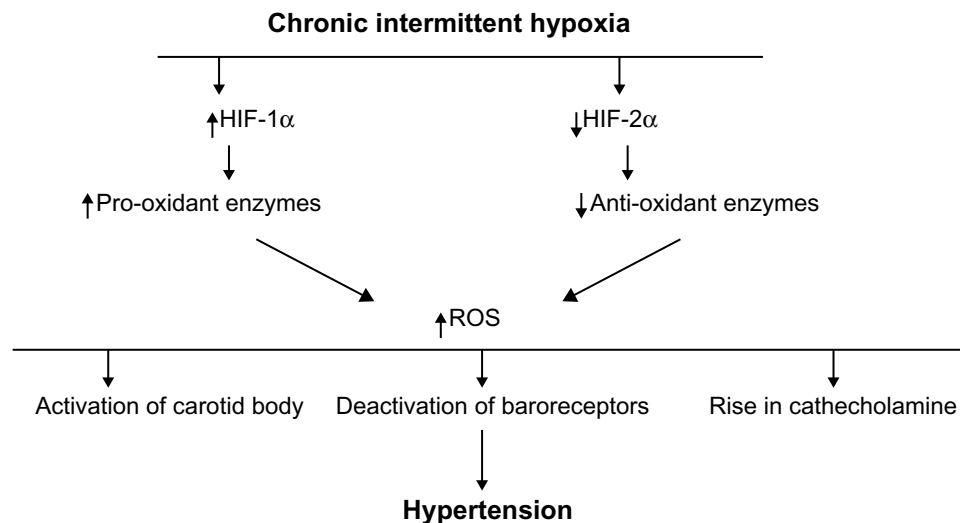 Chronic intermittent hypoxia
↑HIF-1α ↓HIF-2α
↑Pro-oxidant enzymes ↓Anti-oxidant enzymes
↑ROS
Activation of carotid body Deactivation of baroreceptors Rise in cathecholamine
Hypertension